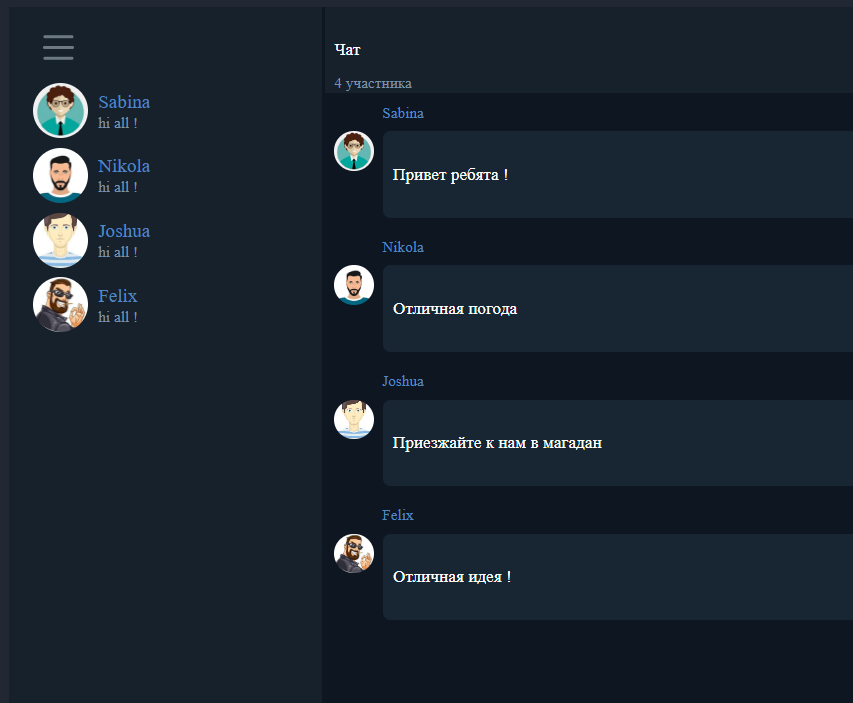 Sabina
hi all !
Nikola
hi all !
Joshua
hi all !
Felix
hi all !
Чат
4 участника
Sabina
Привет ребята !
Nikola
Отличная погода
Joshua
Приезжайте к нам в магадан
Felix
Отличная идея !